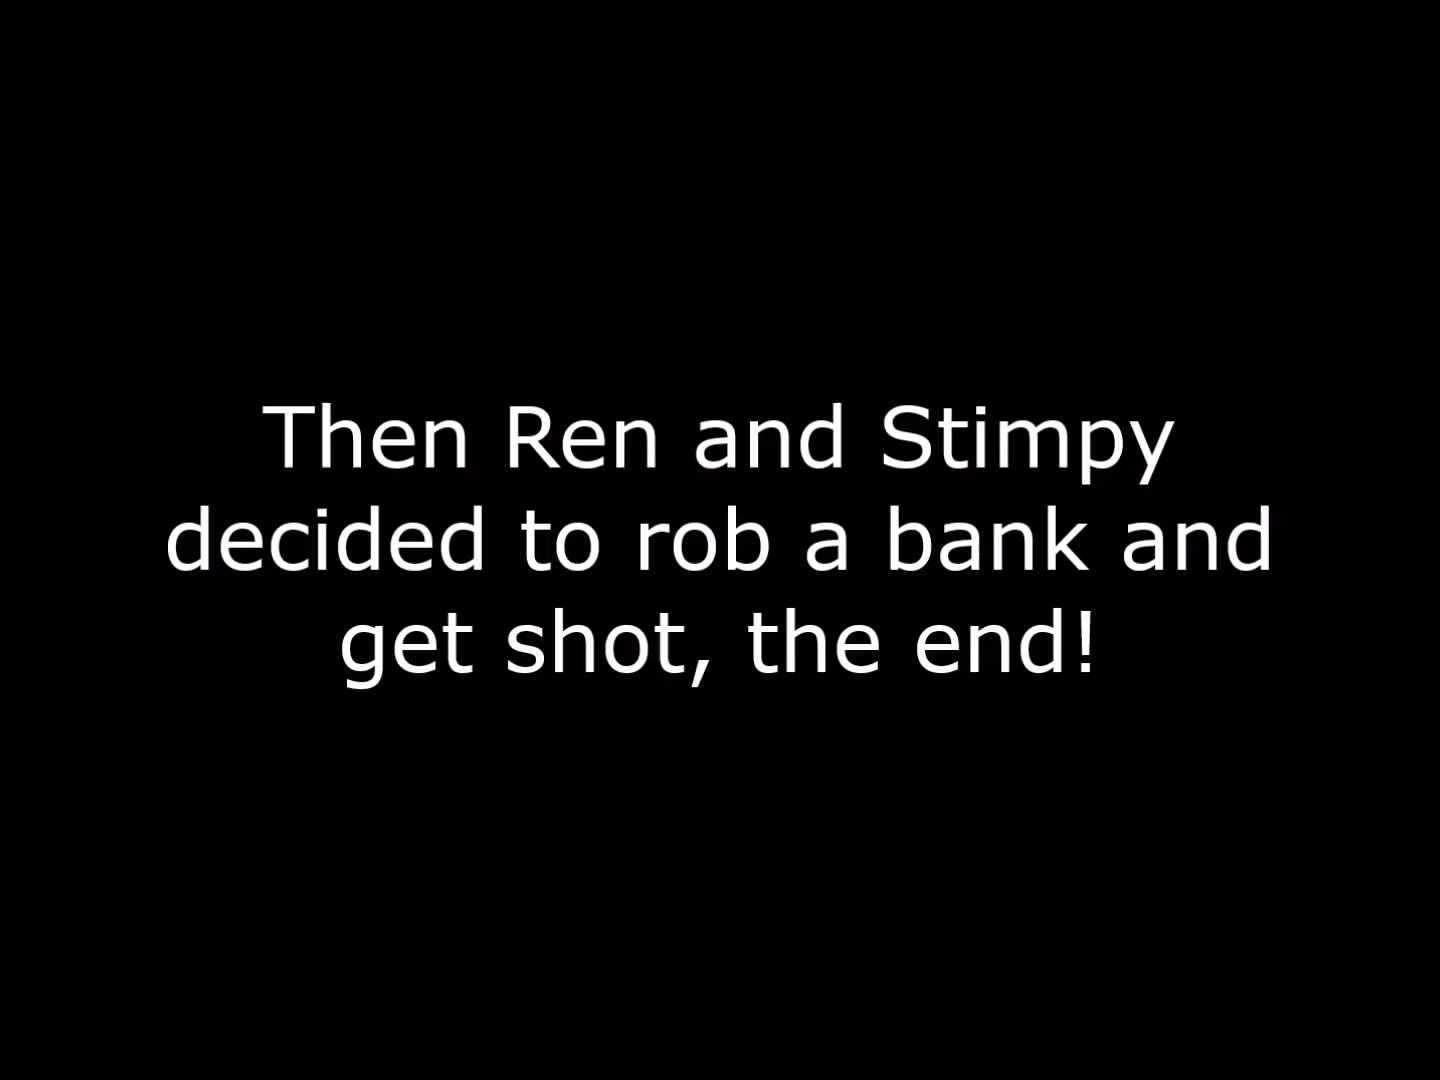 Then Ren and Stimpy
decided to rob a bank and
get shot, the end!